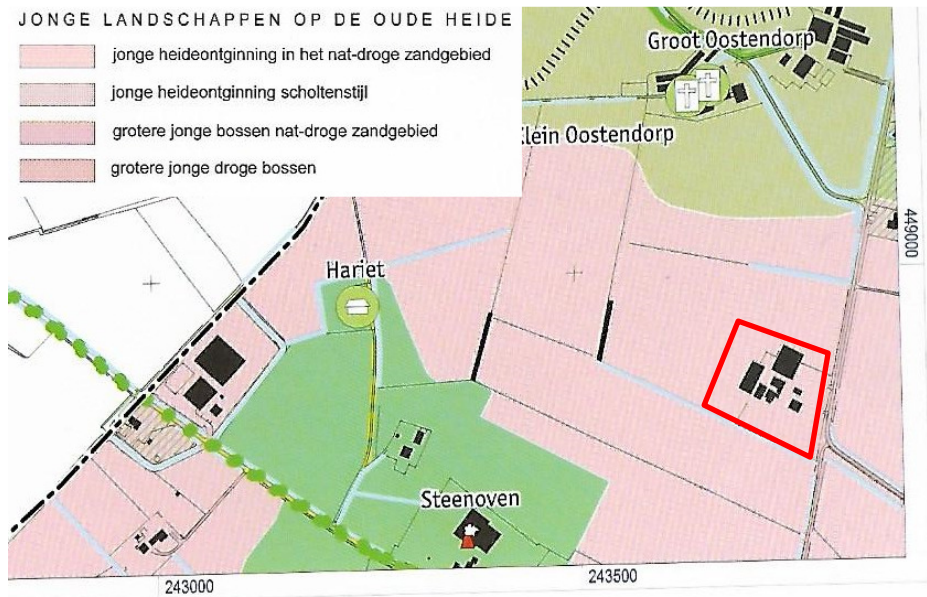 JONGE LANDSCHAPPEN OP DE OUDE HEIDE
jonge heideontginning in het nat-droge zandgebied
jonge heideontginning scholtenstijl
grotere jonge bossen nat-droge zandgebied
grotere jonge droge bossen
Groot Oostendorp
Klein Oostendorp
449000
Hariet
Steenoven
243000
243500